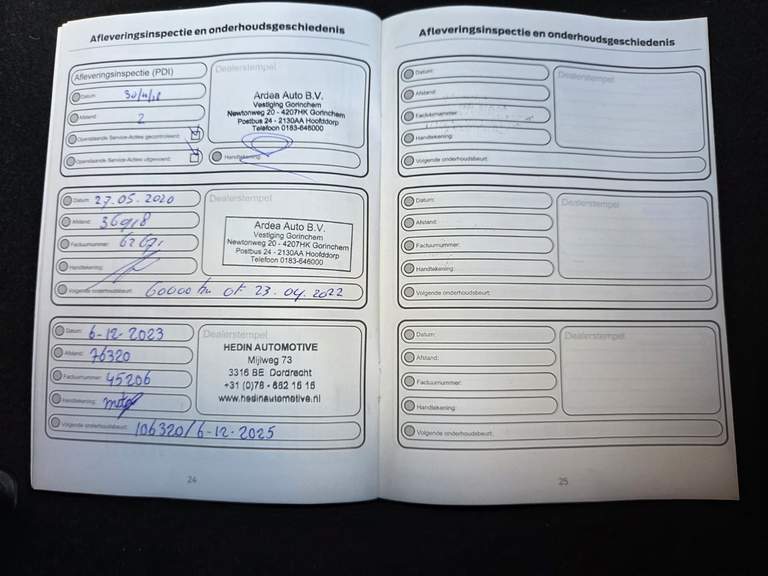 Afleveringsinspectie en onderhoudsgeschiedenis
Afleveringsinspectie (PDI)
Datum: 30/4/18
Afstand: 2
Openstaande Service-Acties gecontroleerd:
Openstaande Service-Acties uitgevoerd:
Dealerstempel
Ardea Auto B.V.
Vestiging Gorinchem
Newtonweg 20 - 4207HK Gorinchem
Postbus 24 - 2130AA Hoofddorp
Telefoon 0183-646000
Handtekening:
Datum: 27.05.2020
Afstand: 36918
Factuurnummer:
Handtekening:
Volgende onderhoudsbeurt: 60000 km of 23.04.2022
Dealerstempel
Ardea Auto B.V.
Vestiging Gorinchem
Newtonweg 20 - 4207HK Gorinchem
Postbus 24 - 2130AA Hoofddorp
Telefoon 0183-646000
Datum: 6-12-2023
Afstand: 76320
Factuurnummer: 45206
Handtekening:
Volgende onderhoudsbeurt: 106320/6-12-2025
Dealerstempel
HEDIN AUTOMOTIVE
Mijlweg 73
3316 BE Dordrecht
+31 (0)78 - 652 15 15
www.hedinautomotive.nl
24
Afleveringsinspectie en onderhoudsgeschiedenis
Datum:
Afstand:
Factuurnummer:
Handtekening:
Volgende onderhoudsbeurt:
Dealerstempel
Datum:
Afstand:
Factuurnummer:
Handtekening:
Volgende onderhoudsbeurt:
Dealerstempel
Datum:
Afstand:
Factuurnummer:
Handtekening:
Volgende onderhoudsbeurt:
Dealerstempel
25